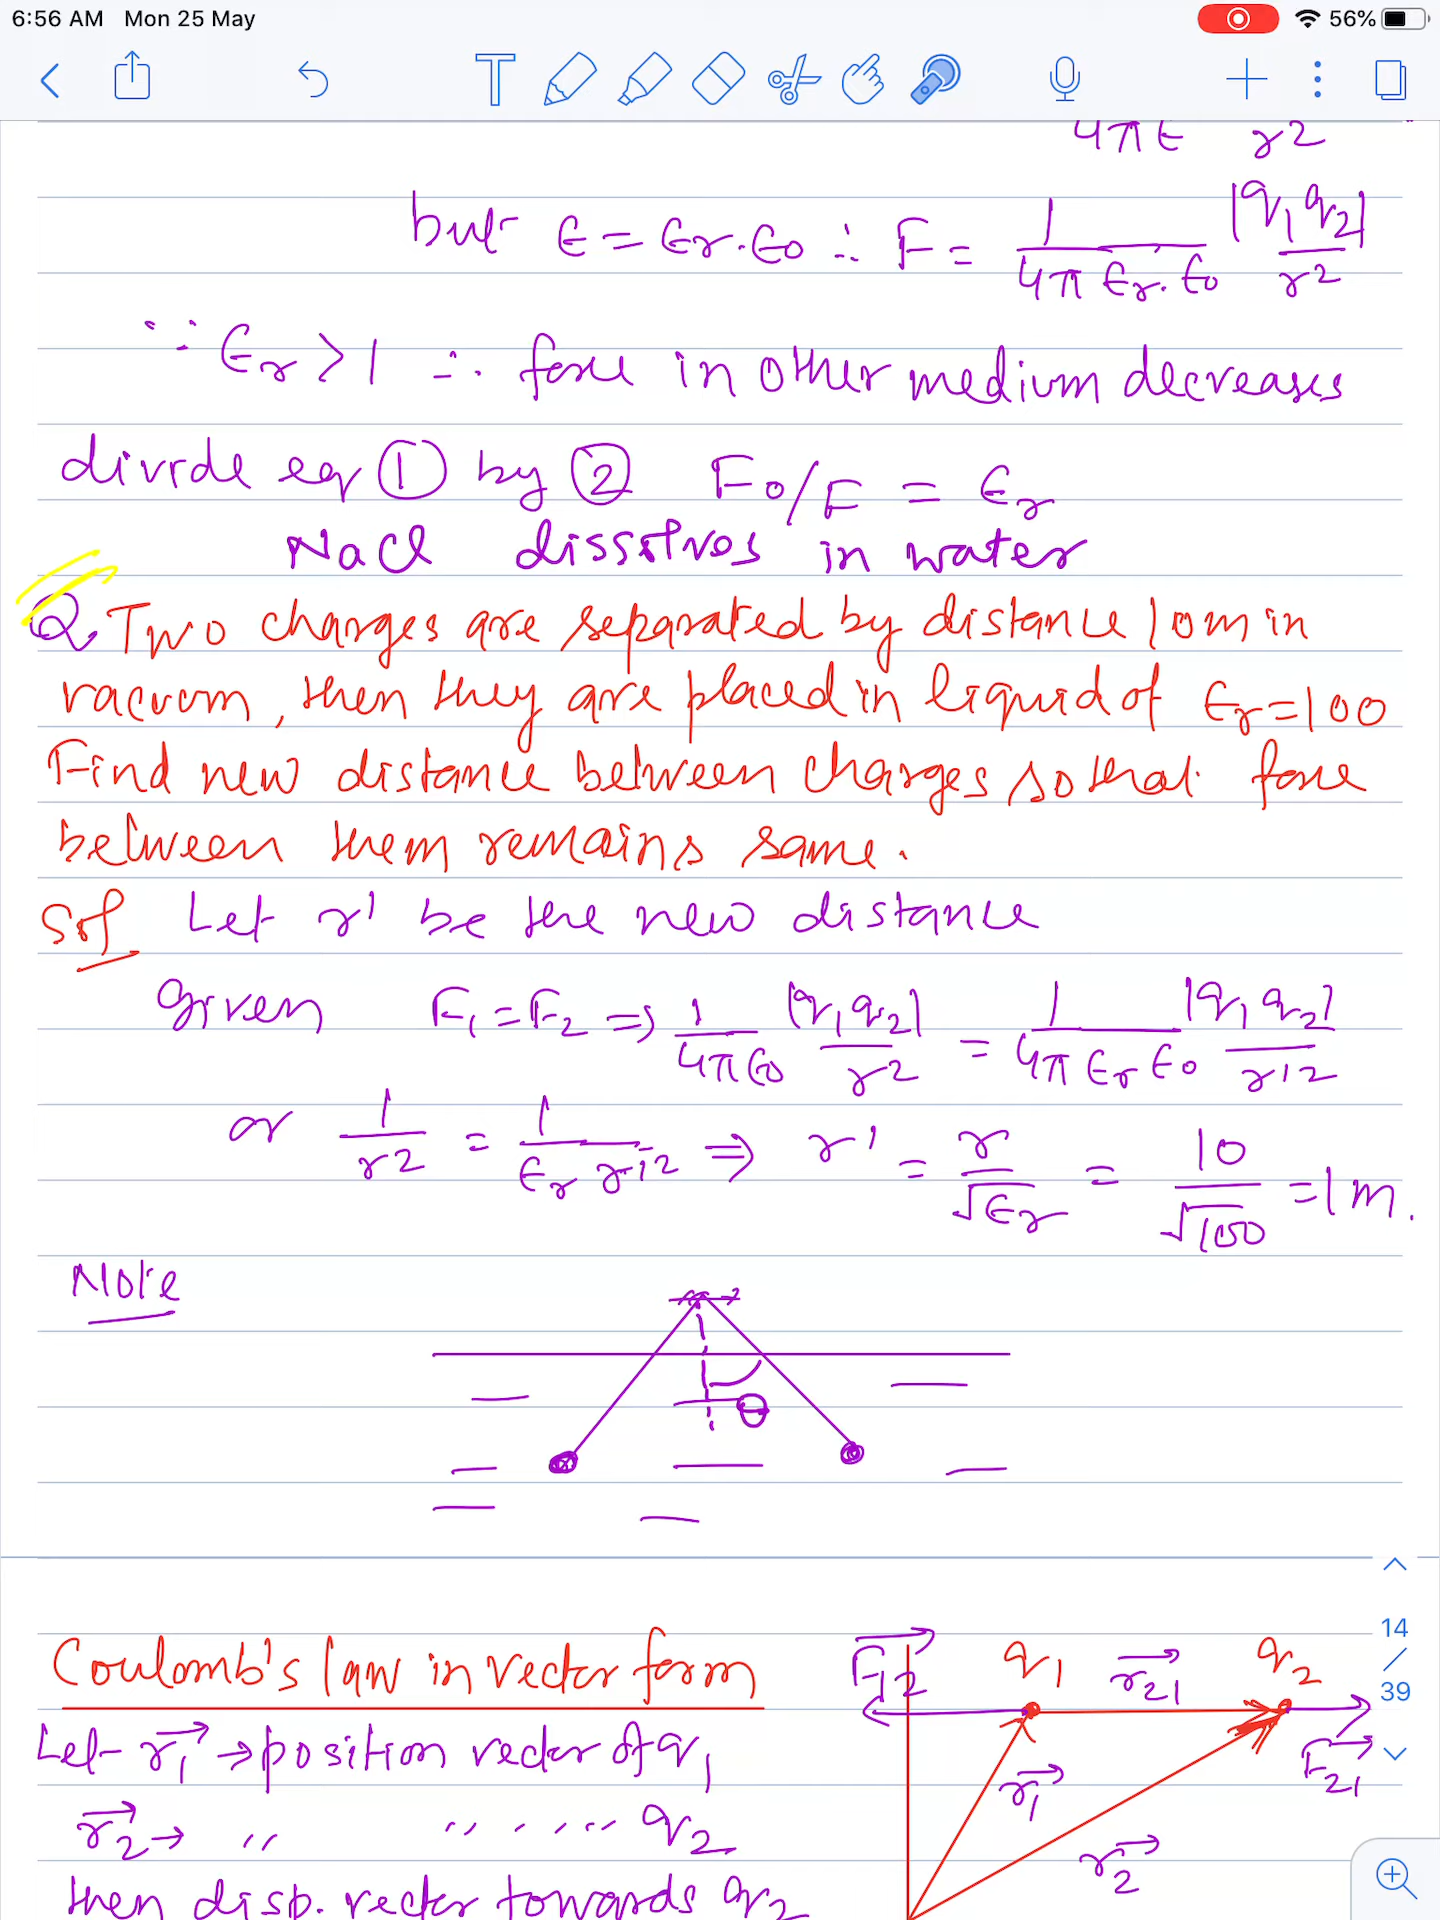 6:56 AM Mon 25 May 56%
4πϵ r2
but ϵ = ϵr.ϵ0 ∴ F = 1/4π ϵr.ϵ0 |q1 q2|/r2
∵ ϵr > 1 ∴ force in other medium decreases
divide eq ① by ② F0/F = ϵr
NaCl dissolves in water
Q. Two charges are separated by distance 10m in
vacuum, then they are placed in liquid of ϵr=100
Find new distance between charges so that force
between them remains same.
Sol Let r' be the new distance
Given F1 = F2 ⇒ 1/4πϵ0 |q1 q2|/r2 = 1/4π ϵr ϵ0 |q1 q2|/r'2
or 1/r2 = 1/ϵr r'2 ⇒ r' = r/√ϵr = 10/√100 = 1m.
Note
θ
14
/
39
Coulomb's law in vector form F12 q1 r21 q2
Let r1 → position vector of q1 r1 F21
r2 → " " " " " q2 r2
then disp. vector towards q2